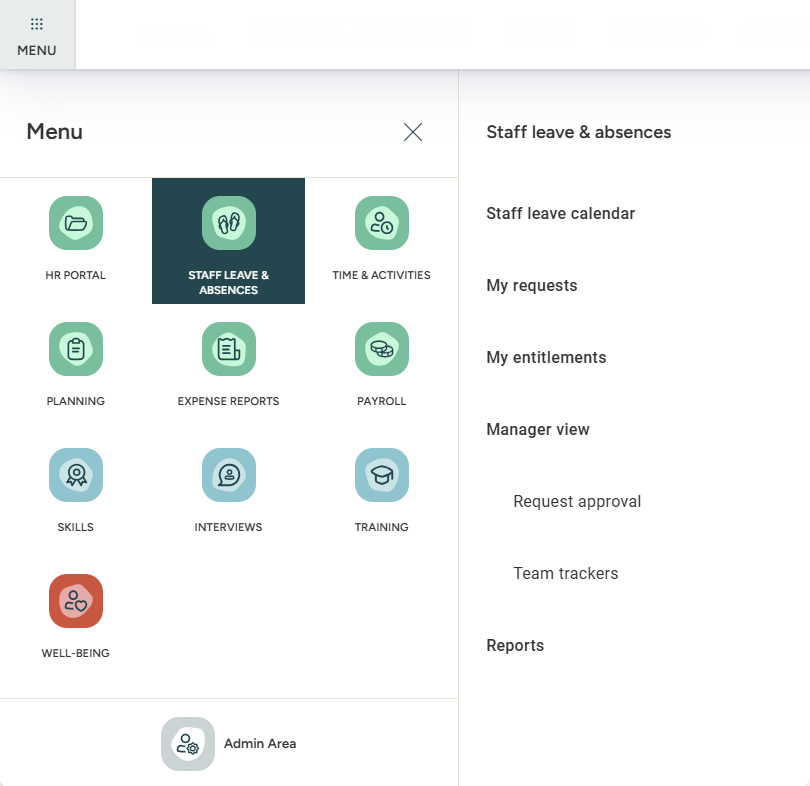 MENU
Menu
HR PORTAL
STAFF LEAVE &
ABSENCES
TIME & ACTIVITIES
PLANNING
EXPENSE REPORTS
PAYROLL
SKILLS
INTERVIEWS
TRAINING
WELL-BEING
Admin Area
Staff leave & absences
Staff leave calendar
My requests
My entitlements
Manager view
Request approval
Team trackers
Reports